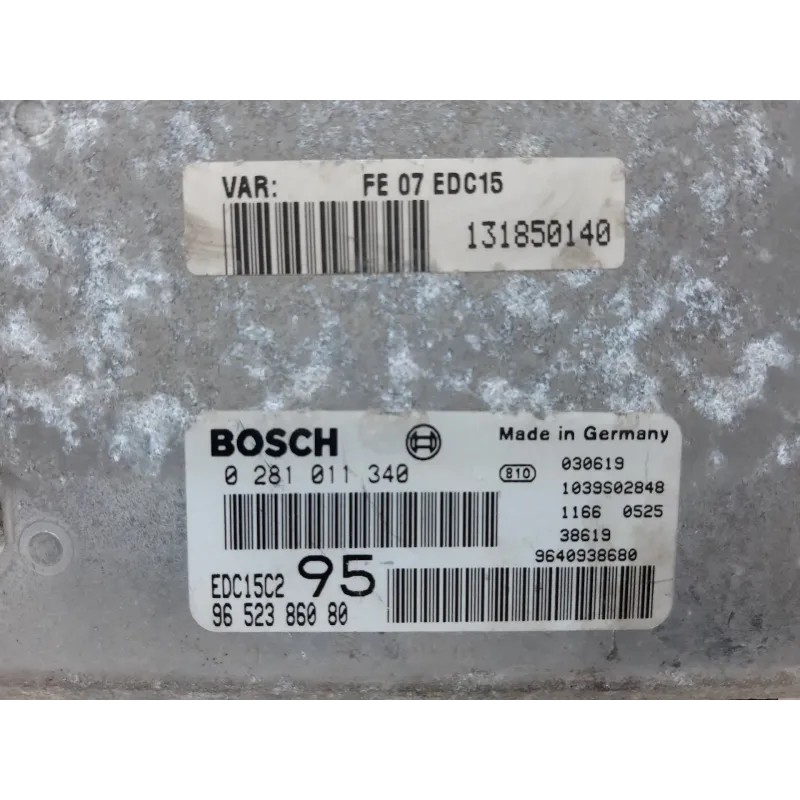 VAR: FE 07 EDC15
131850140
BOSCH
Made in Germany
0 281 011 340
810
030619
1039S02848
1166 0525
38619
9640938680
EDC15C2 95
96 523 860 80